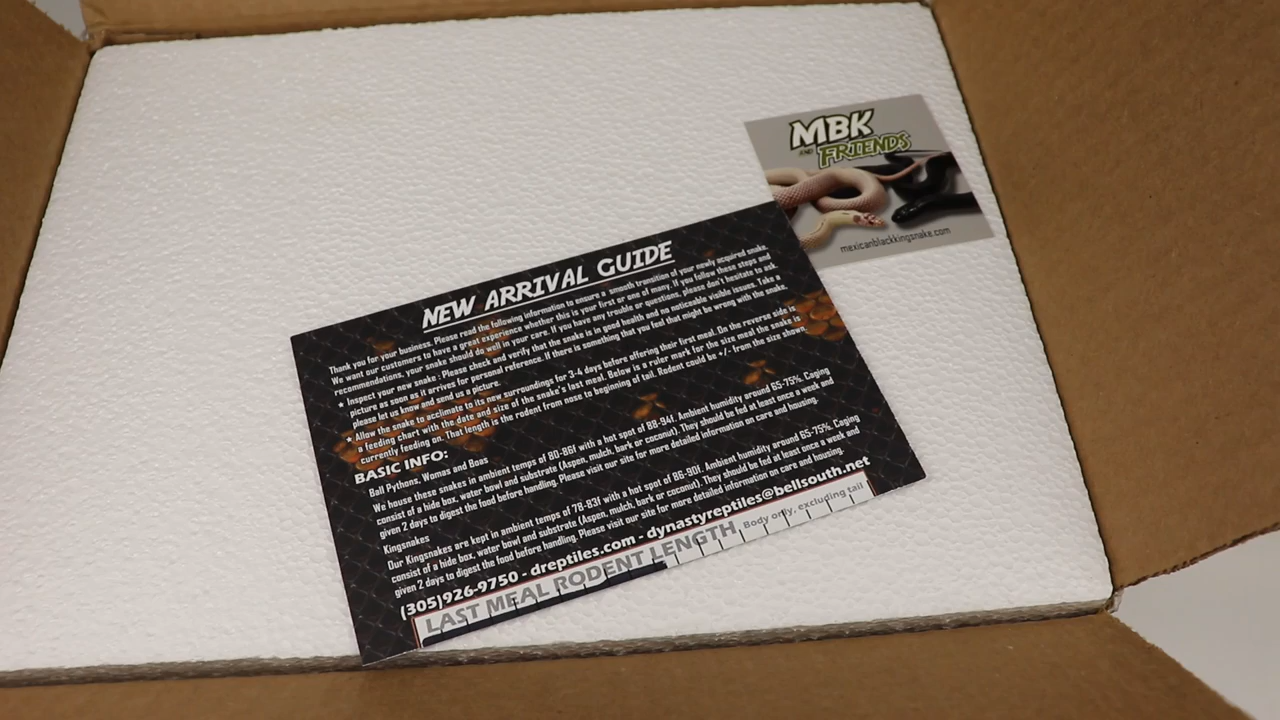 MBK
AND FRIENDS
mexicanblackkingsnake.com
NEW ARRIVAL GUIDE
Thank you for your business. Please read the following information to ensure a smooth transition of your newly acquired snake.
We want our customers to have a great experience whether this is your first or one of many. If you follow these steps and
recommendations, your snake should do well in your care. If you have any trouble or questions, please don't hesitate to ask.
★ Inspect your new snake : Please check and verify that the snake is in good health and no noticeable visible issues. Take a
picture as soon as it arrives for personal reference. If there is something that you feel that might be wrong with the snake,
please let us know and send us a picture.
★ Allow the snake to acclimate to its new surroundings for 3-4 days before offering their first meal. On the reverse side is
a feeding chart with the date and size of the snake's last meal. Below is a ruler mark for the size meal the snake is
currently feeding on. That length is the rodent from nose to beginning of tail. Rodent could be +/- from the size shown.
BASIC INFO:
Ball Pythons, Womas and Boas
We house these snakes in ambient temps of 80-86f with a hot spot of 88-94f. Ambient humidity around 65-75%. Caging
consist of a hide box, water bowl and substrate (Aspen, mulch, bark or coconut). They should be fed at least once a week and
given 2 days to digest the food before handling. Please visit our site for more detailed information on care and housing.
Kingsnakes
Our Kingsnakes are kept in ambient temps of 78-83f with a hot spot of 86-90f. Ambient humidity around 65-75%. Caging
consist of a hide box, water bowl and substrate (Aspen, mulch, bark or coconut). They should be fed at least once a week and
given 2 days to digest the food before handling. Please visit our site for more detailed information on care and housing.
(305)926-9750 - dreptiles.com - dynastyreptiles@bellsouth.net
LAST MEAL RODENT LENGTH Body only, excluding tail